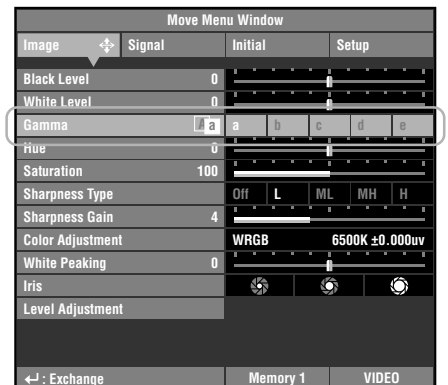 Move Menu Window
Image Signal Initial Setup
Black Level 0
White Level 0
Gamma A a a b c d e
Hue 0
Saturation 100
Sharpness Type Off L ML MH H
Sharpness Gain 4
Color Adjustment WRGB 6500K ±0.000uv
White Peaking 0
Iris
Level Adjustment
↵ : Exchange Memory 1 VIDEO